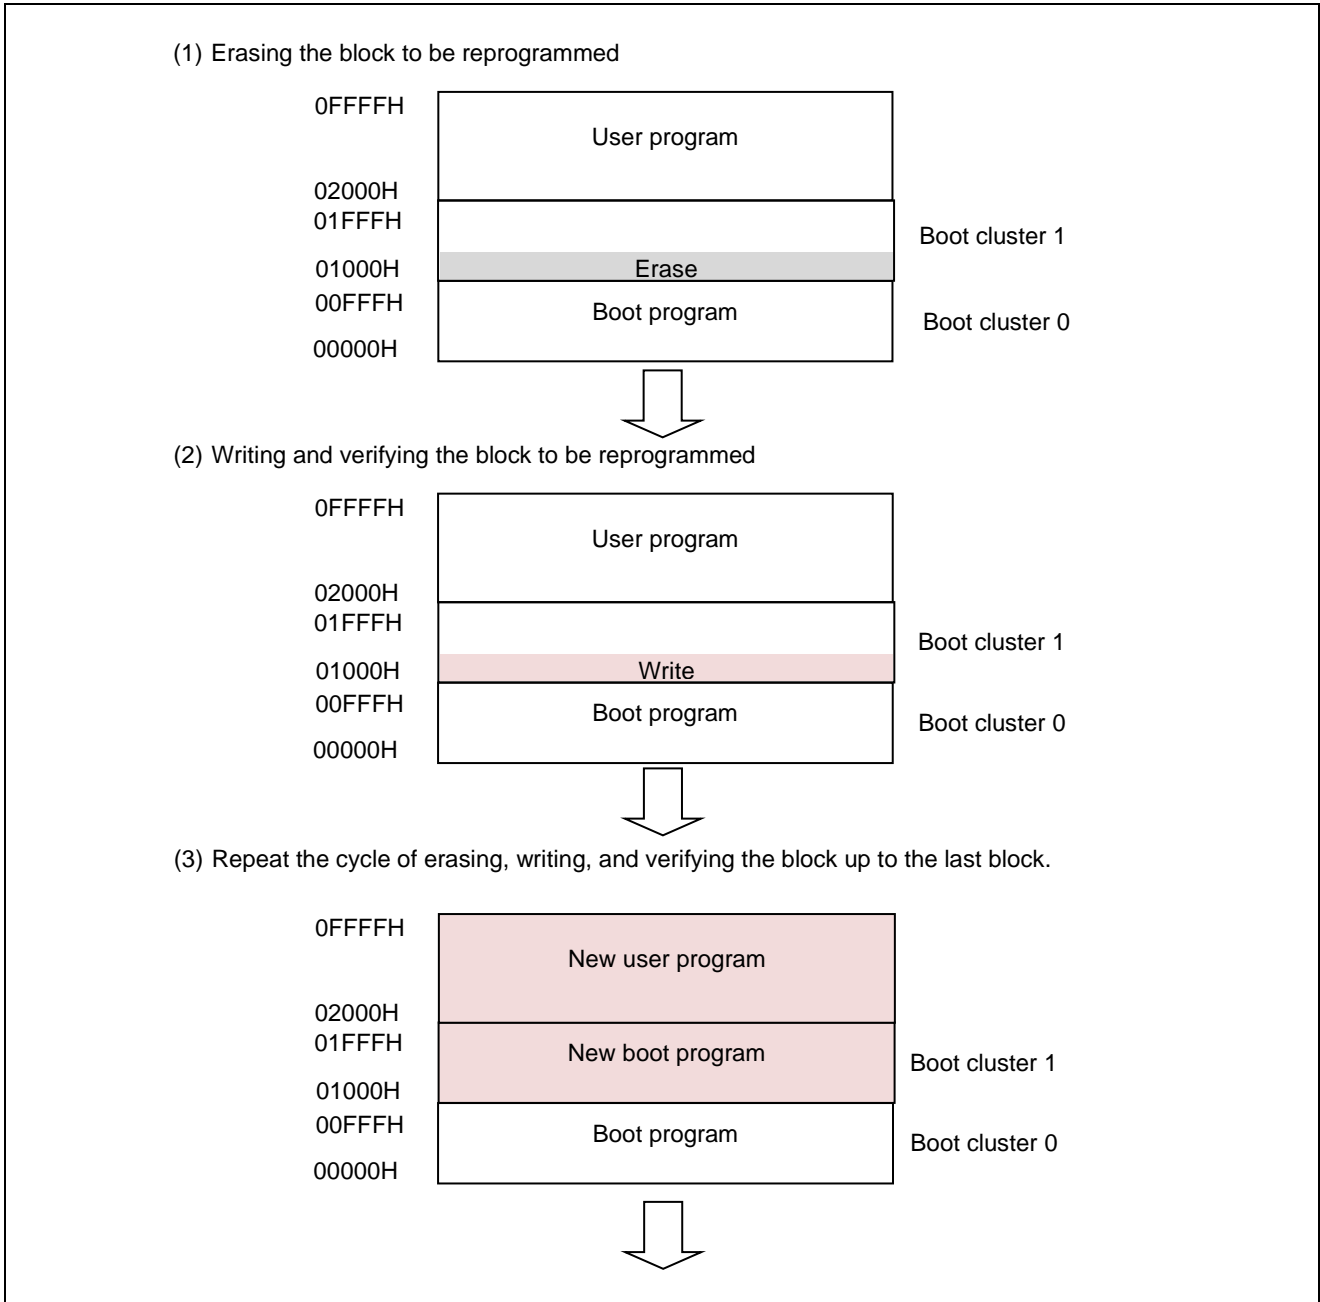 (1) Erasing the block to be reprogrammed
0FFFFH
User program
02000H
01FFFH
Boot cluster 1
01000H
Erase
00FFFH
Boot program
Boot cluster 0
00000H
(2) Writing and verifying the block to be reprogrammed
0FFFFH
User program
02000H
01FFFH
Boot cluster 1
01000H
Write
00FFFH
Boot program
Boot cluster 0
00000H
(3) Repeat the cycle of erasing, writing, and verifying the block up to the last block.
0FFFFH
New user program
02000H
01FFFH
New boot program
Boot cluster 1
01000H
00FFFH
Boot program
Boot cluster 0
00000H